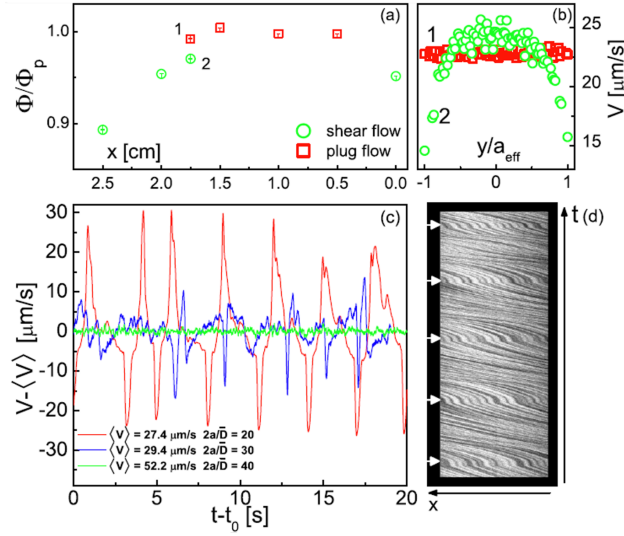 (a)
1.0
0.9
Φ/Φp
1
2
shear flow
plug flow
x [cm]
2.5 2.0 1.5 1.0 0.5 0.0
(b)
1
2
25
20
15
V [μm/s]
y/aeff
-1 0 1
(c)
30
20
10
0
-10
-20
-30
V-⟨V⟩ [μm/s]
⟨V⟩ = 27.4 μm/s 2a/D̅ = 20
⟨V⟩ = 29.4 μm/s 2a/D̅ = 30
⟨V⟩ = 52.2 μm/s 2a/D̅ = 40
0 5 10 15 20
t-t0 [s]
t (d)
x